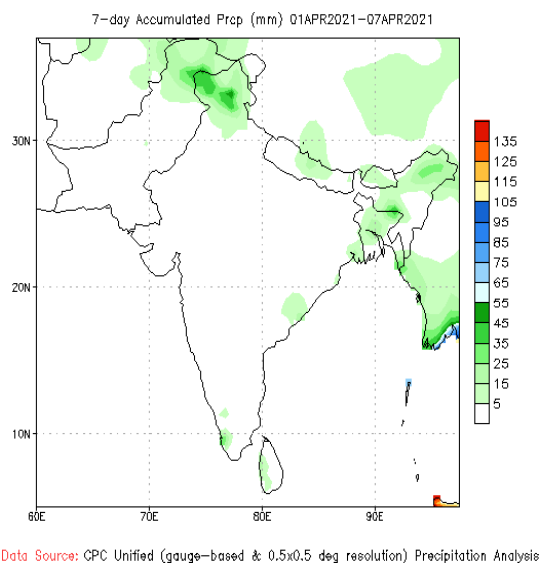 7-day Accumulated Prcp (mm) 01APR2021-07APR2021
30N
20N
10N
60E 70E 80E 90E
135
125
115
105
95
85
75
65
55
45
35
25
15
5
Data Source: CPC Unified (gauge-based & 0.5x0.5 deg resolution) Precipitation Analysis